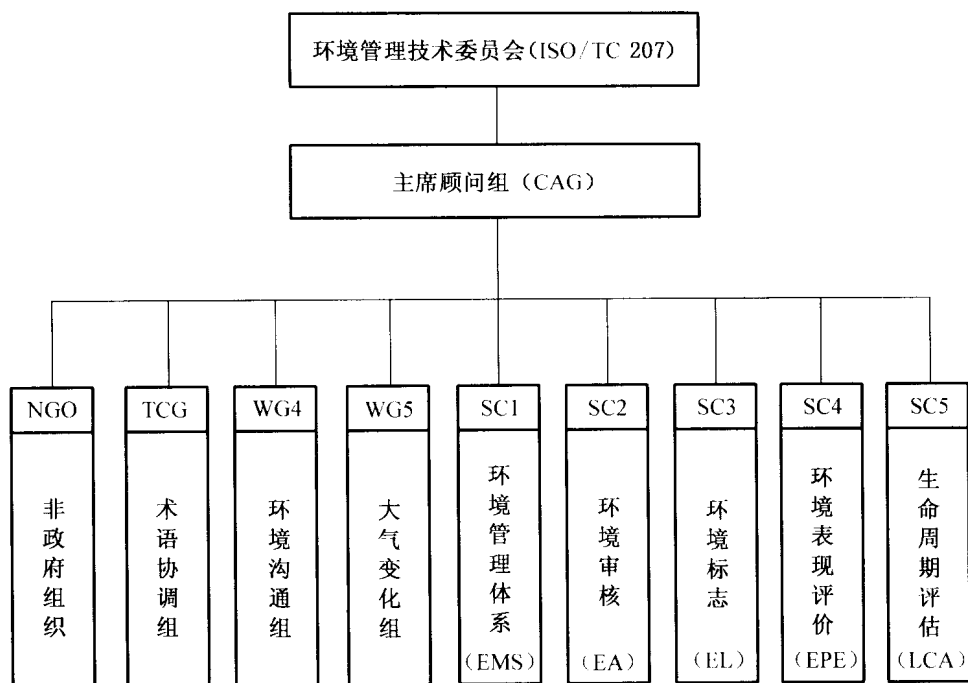 环境管理技术委员会(ISO/TC 207)
主席顾问组(CAG)
NGO
TCG
WG4
WG5
SC1
SC2
SC3
SC4
SC5
非政府组织
术语协调组
环境沟通组
大气变化组
环境管理体系
(EMS)
环境审核
(EA)
环境标志
(EL)
环境表现评价
(EPE)
生命周期评估
(LCA)